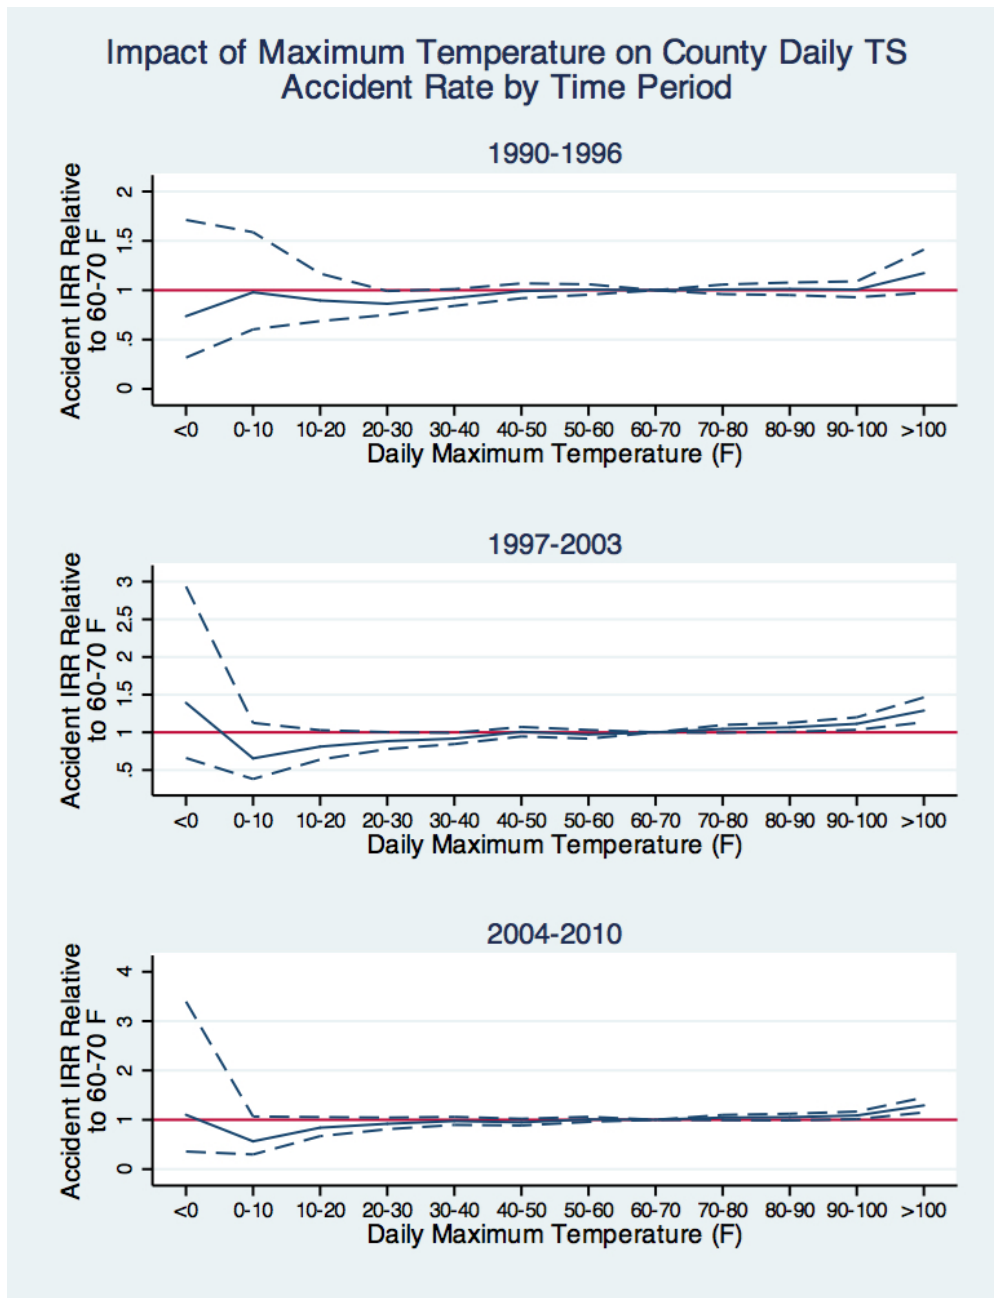 Impact of Maximum Temperature on County Daily TS
Accident Rate by Time Period
1990-1996
Accident IRR Relative
to 60-70 F
2
1.5
1
.5
0
<0 0-10 10-20 20-30 30-40 40-50 50-60 60-70 70-80 80-90 90-100 >100
Daily Maximum Temperature (F)
1997-2003
Accident IRR Relative
to 60-70 F
3
2.5
2
1.5
1
.5
<0 0-10 10-20 20-30 30-40 40-50 50-60 60-70 70-80 80-90 90-100 >100
Daily Maximum Temperature (F)
2004-2010
Accident IRR Relative
to 60-70 F
4
3
2
1
0
<0 0-10 10-20 20-30 30-40 40-50 50-60 60-70 70-80 80-90 90-100 >100
Daily Maximum Temperature (F)